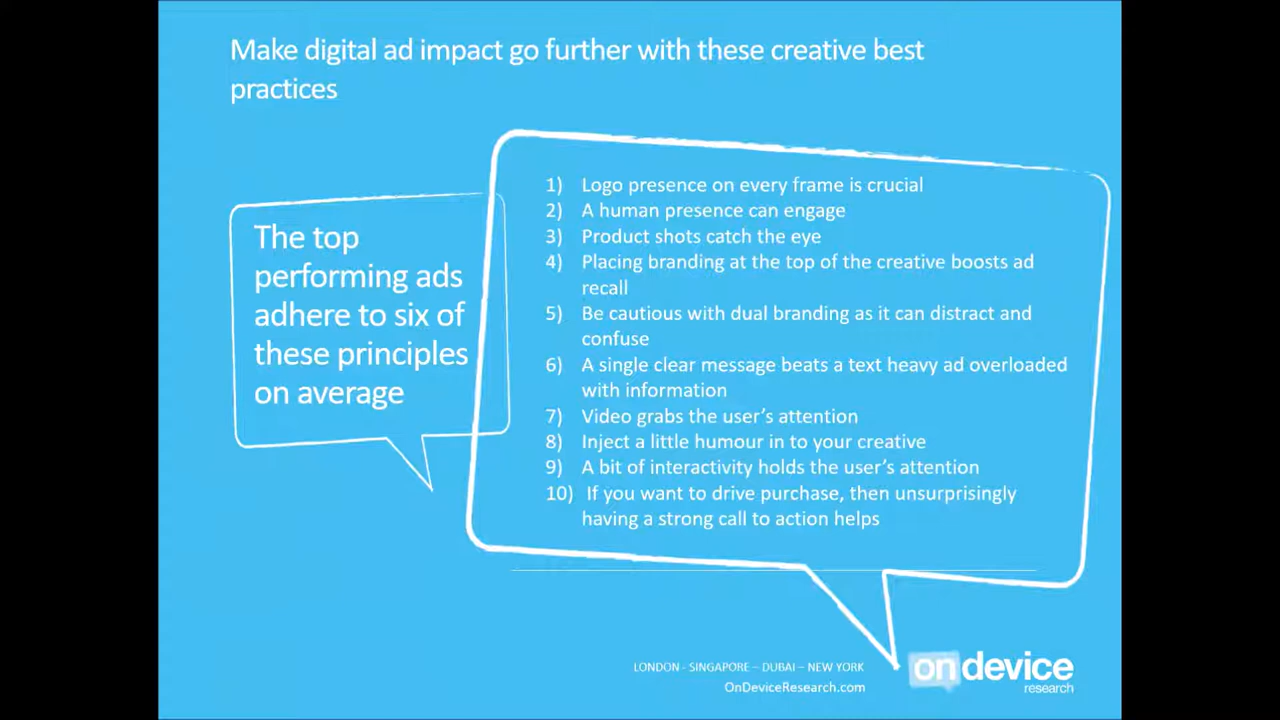 Make digital ad impact go further with these creative best
practices
The top
performing ads
adhere to six of
these principles
on average
1) Logo presence on every frame is crucial
2) A human presence can engage
3) Product shots catch the eye
4) Placing branding at the top of the creative boosts ad
recall
5) Be cautious with dual branding as it can distract and
confuse
6) A single clear message beats a text heavy ad overloaded
with information
7) Video grabs the user’s attention
8) Inject a little humour in to your creative
9) A bit of interactivity holds the user’s attention
10) If you want to drive purchase, then unsurprisingly
having a strong call to action helps
LONDON - SINGAPORE – DUBAI – NEW YORK
OnDeviceResearch.com
on device
research